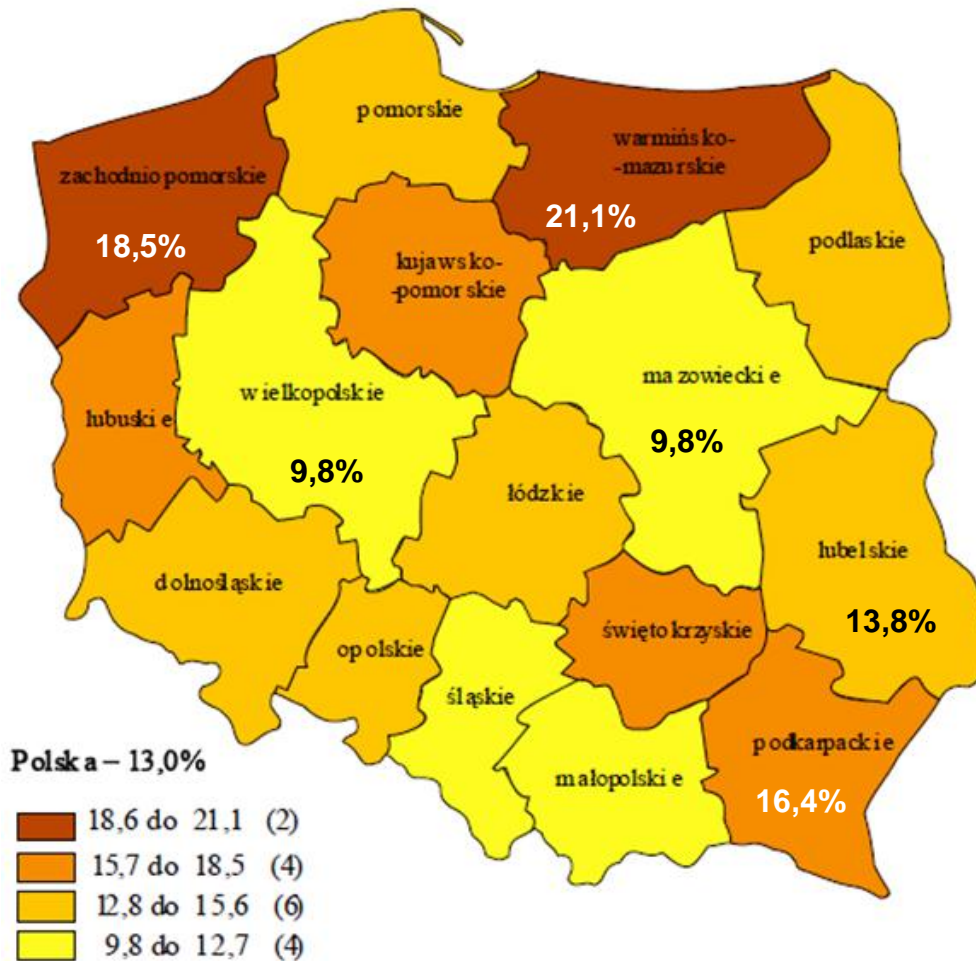 pomorskie
warmińsko-
-mazurskie
zachodniopomorskie
21,1%
18,5%
podlaskie
kujawsko-
-pomorskie
mazowieckie
wielkopolskie
lubuskie
9,8%
9,8%
łódzkie
lubelskie
dolnośląskie
13,8%
świętokrzyskie
opolskie
śląskie
podkarpackie
Polska – 13,0%
małopolskie
16,4%
18,6 do 21,1 (2)
15,7 do 18,5 (4)
12,8 do 15,6 (6)
9,8 do 12,7 (4)